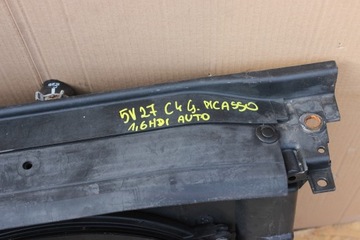 5V27 C4 G. PICASSO
1,6HDI AUTO